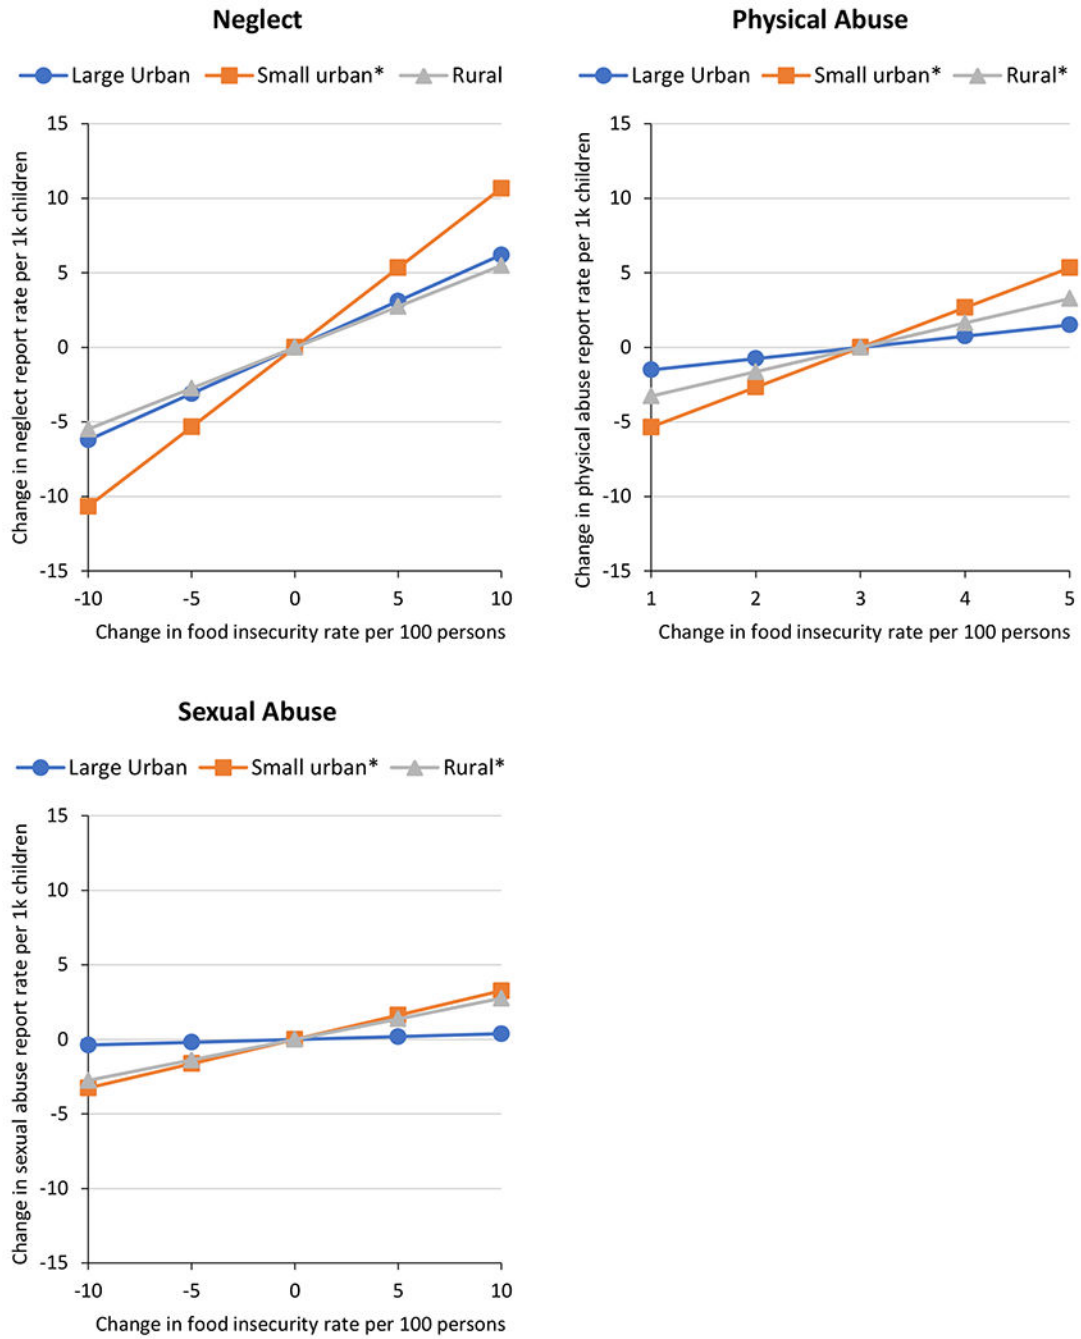 Neglect
Large Urban Small urban* Rural
Change in neglect report rate per 1k children
15
10
5
0
-5
-10
-15
-10 -5 0 5 10
Change in food insecurity rate per 100 persons
Physical Abuse
Large Urban Small urban* Rural*
Change in physical abuse report rate per 1k children
15
10
5
0
-5
-10
-15
1 2 3 4 5
Change in food insecurity rate per 100 persons
Sexual Abuse
Large Urban Small urban* Rural*
Change in sexual abuse report rate per 1k children
15
10
5
0
-5
-10
-15
-10 -5 0 5 10
Change in food insecurity rate per 100 persons